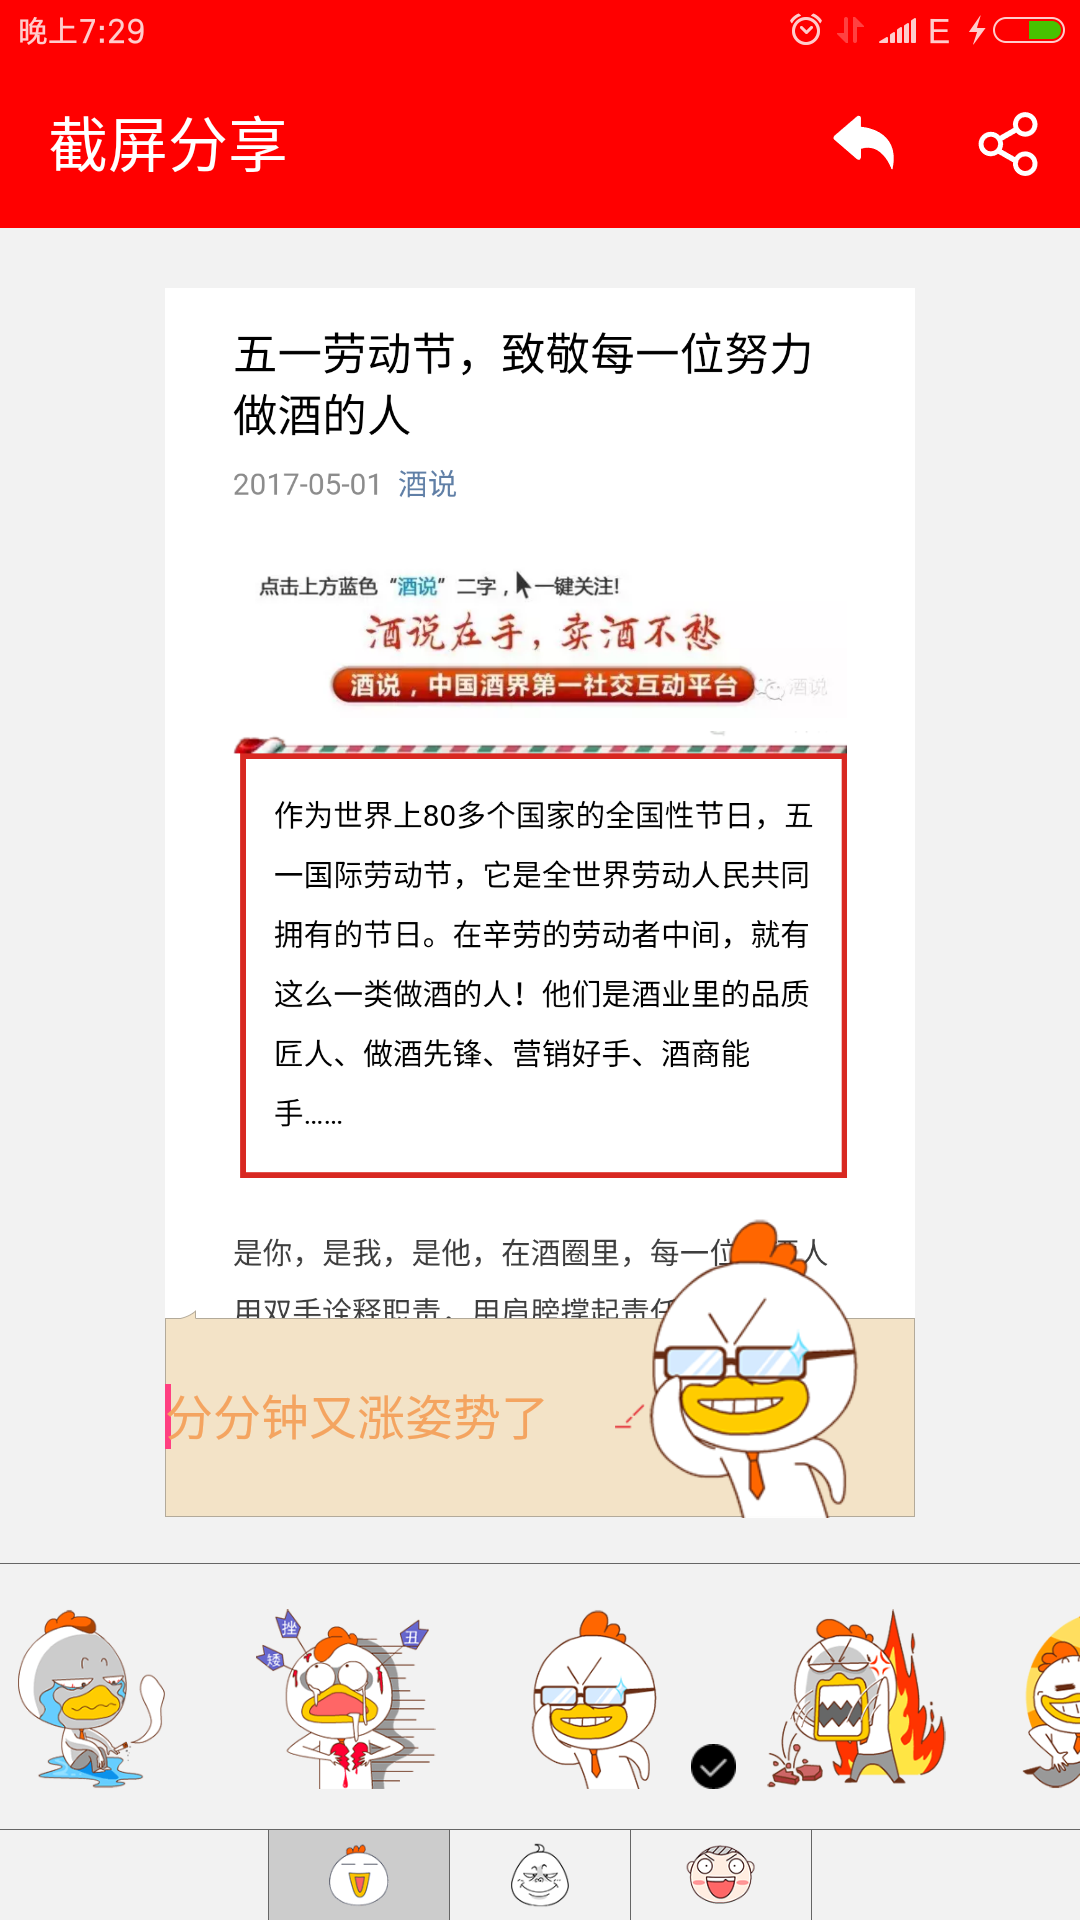 晚上7:29
E
截屏分享
五一劳动节，致敬每一位努力
做酒的人
2017-05-01 酒说
点击上方蓝色“酒说”二字，一键关注!
酒说在手，卖酒不愁
酒说，中国酒界第一社交互动平台
酒说
作为世界上80多个国家的全国性节日，五
一国际劳动节，它是全世界劳动人民共同
拥有的节日。在辛劳的劳动者中间，就有
这么一类做酒的人！他们是酒业里的品质
匠人、做酒先锋、营销好手、酒商能
手......
是你，是我，是他，在酒圈里，每一位
人
用双手诠释职责，用肩膀撑起责任
分分钟又涨姿势了
挫
矮
丑